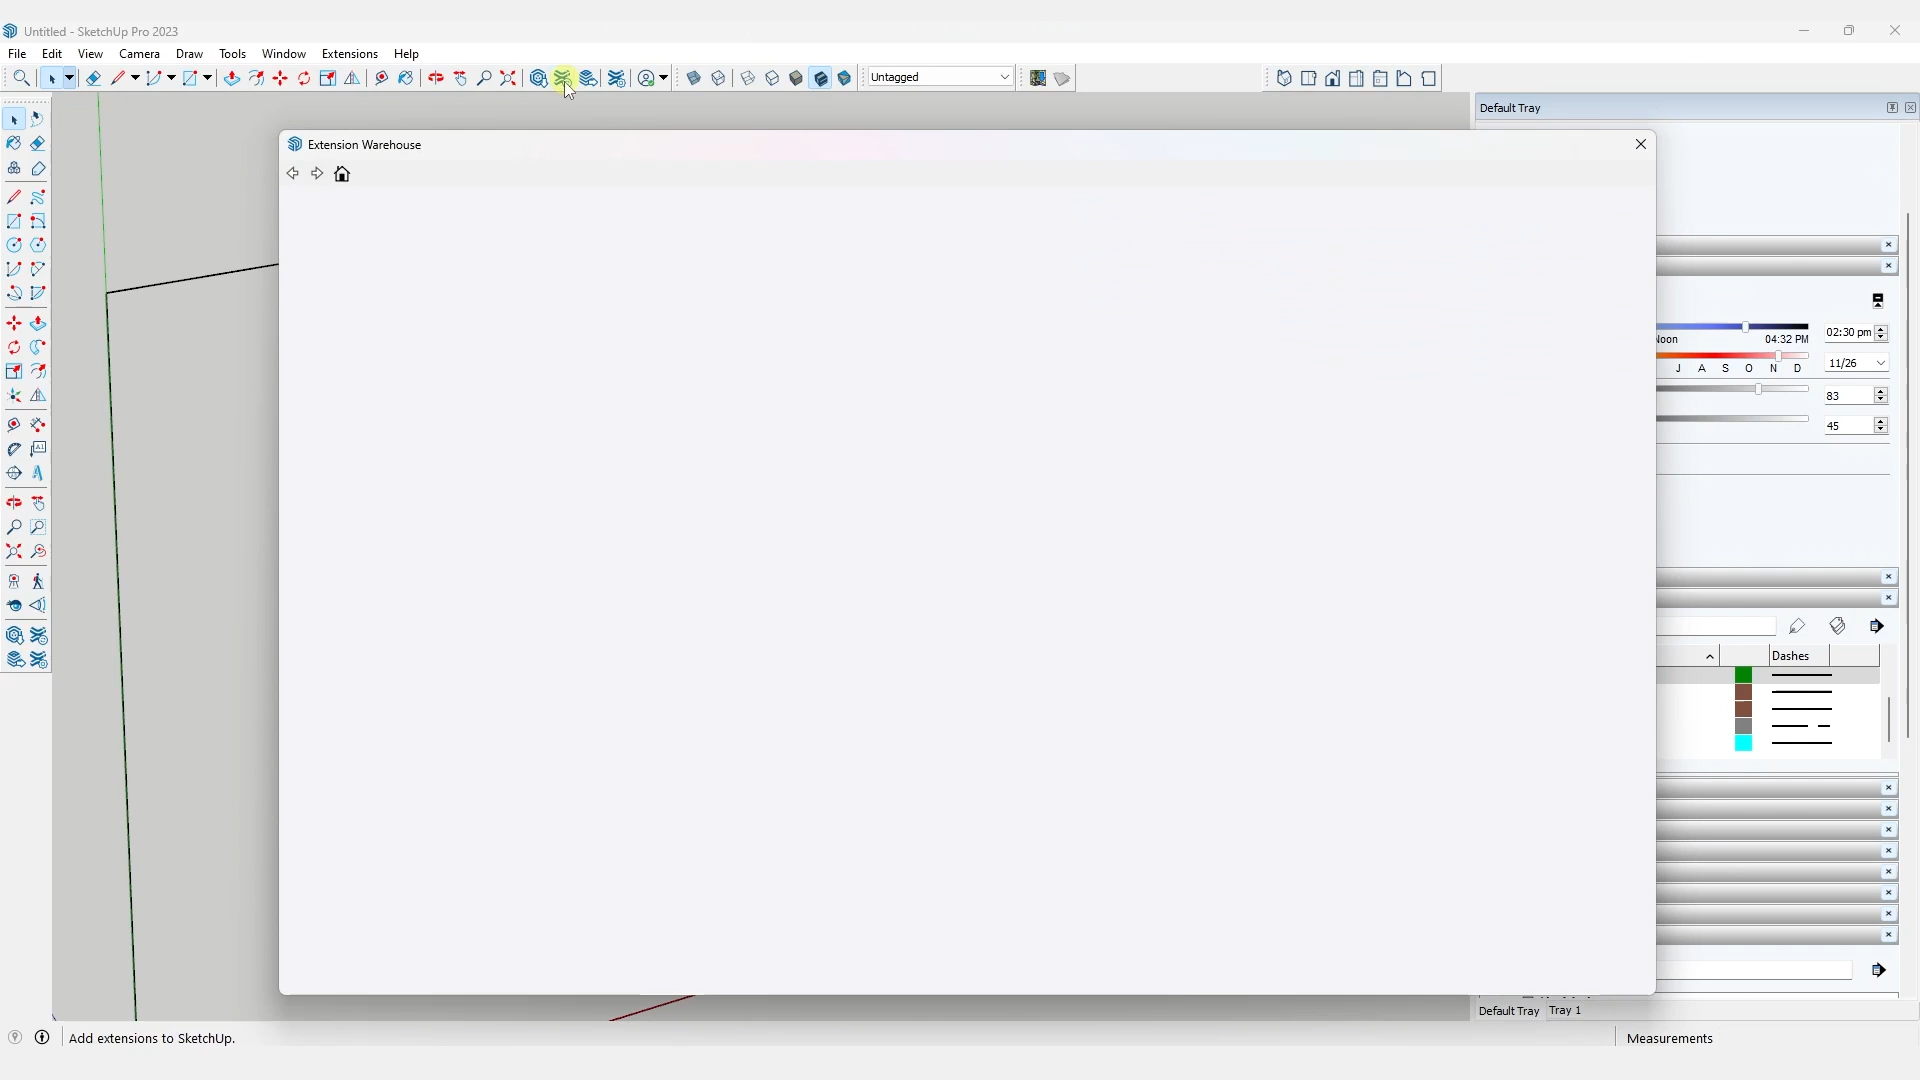 Untitled - SketchUp Pro 2023
File Edit View Camera Draw Tools Window Extensions Help
Untagged
Default Tray
Extension Warehouse
02:30 pm
Noon 04:32 PM
J A S O N D
11/26
83
45
Dashes
Default Tray Tray 1
Add extensions to SketchUp.
Measurements